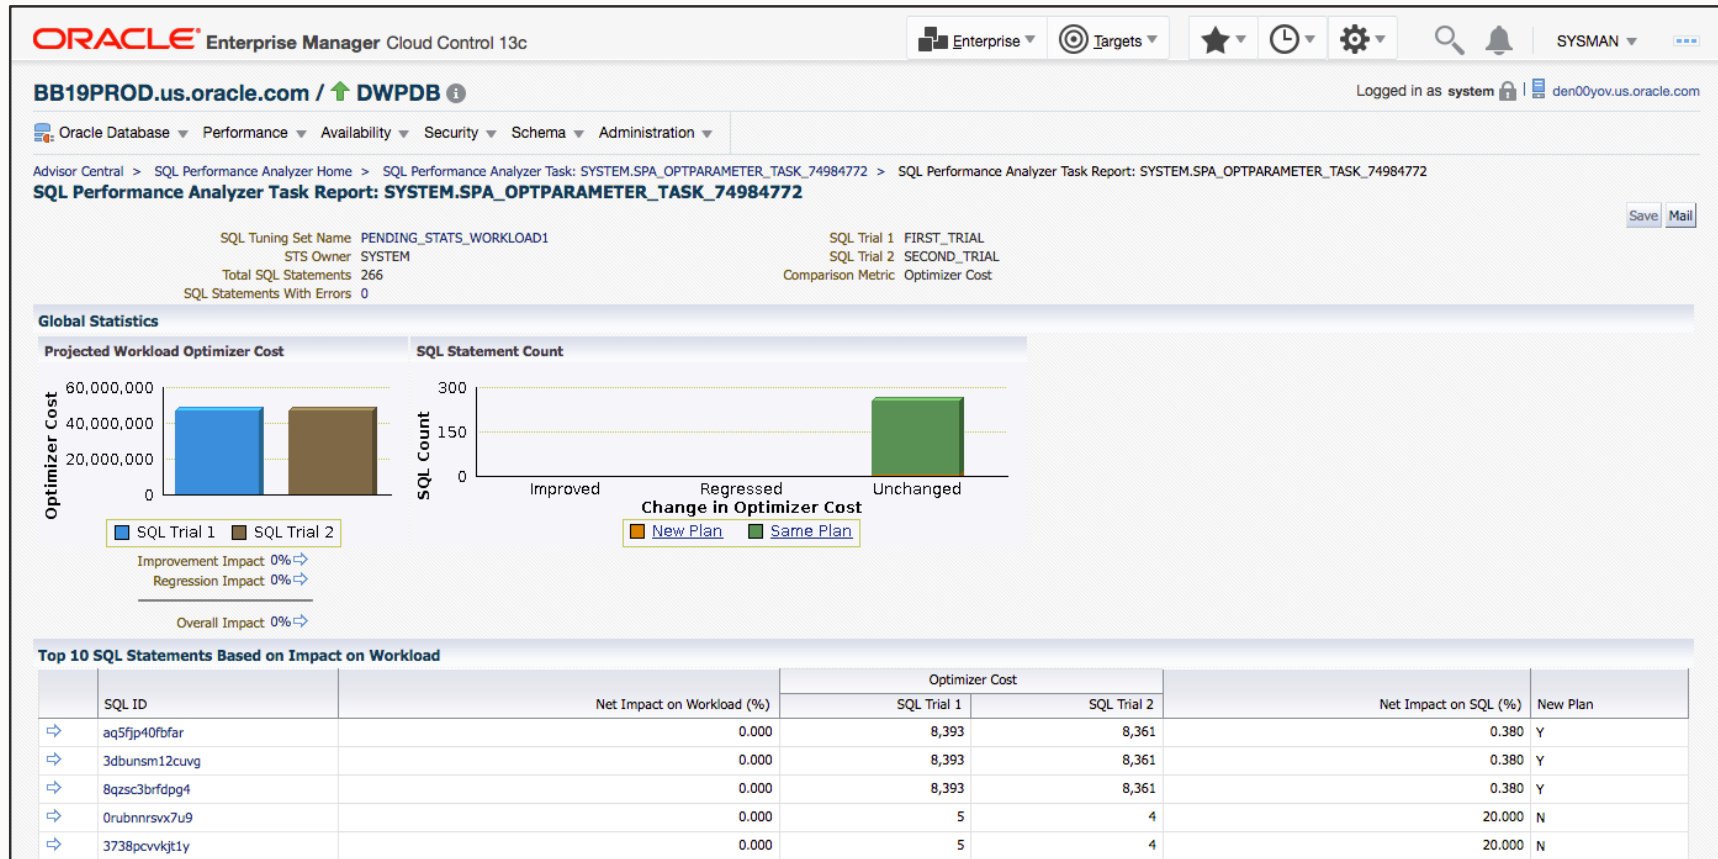 ORACLE Enterprise Manager Cloud Control 13c
Enterprise
Targets
SYSMAN
BB19PROD.us.oracle.com / DWPDB
Logged in as system
den00yov.us.oracle.com
Oracle Database Performance Availability Security Schema Administration
Advisor Central > SQL Performance Analyzer Home > SQL Performance Analyzer Task: SYSTEM.SPA_OPTPARAMETER_TASK_74984772 > SQL Performance Analyzer Task Report: SYSTEM.SPA_OPTPARAMETER_TASK_74984772
SQL Performance Analyzer Task Report: SYSTEM.SPA_OPTPARAMETER_TASK_74984772
Save Mail
SQL Tuning Set Name PENDING_STATS_WORKLOAD1
STS Owner SYSTEM
Total SQL Statements 266
SQL Statements With Errors 0
SQL Trial 1 FIRST_TRIAL
SQL Trial 2 SECOND_TRIAL
Comparison Metric Optimizer Cost
Global Statistics
Projected Workload Optimizer Cost
Optimizer Cost
60,000,000
40,000,000
20,000,000
0
SQL Trial 1 SQL Trial 2
Improvement Impact 0%
Regression Impact 0%
Overall Impact 0%
SQL Statement Count
SQL Count
300
150
0
Improved Regressed Unchanged
Change in Optimizer Cost
New Plan Same Plan
Top 10 SQL Statements Based on Impact on Workload
Optimizer Cost
SQL ID Net Impact on Workload (%) SQL Trial 1 SQL Trial 2 Net Impact on SQL (%) New Plan
aq5fjp40fbfar 0.000 8,393 8,361 0.380 Y
3dbunsm12cuvg 0.000 8,393 8,361 0.380 Y
8qzsc3brfdpg4 0.000 8,393 8,361 0.380 Y
0rubnnrsvx7u9 0.000 5 4 20.000 N
3738pcvvkjt1y 0.000 5 4 20.000 N